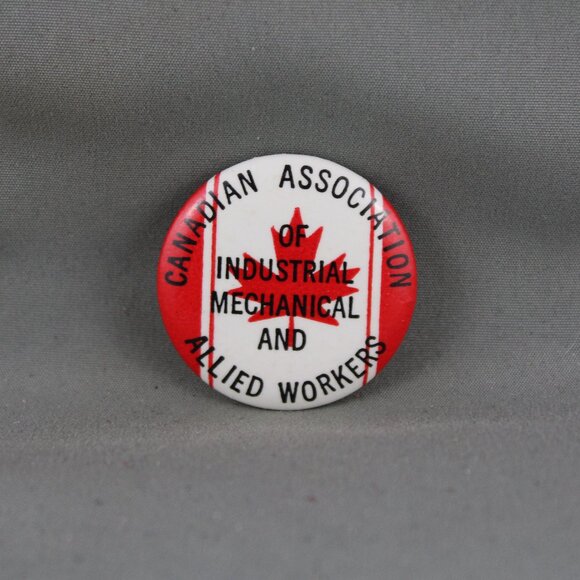 CANADIAN ASSOCIATION
OF
INDUSTRIAL
MECHANICAL
AND
ALLIED WORKERS